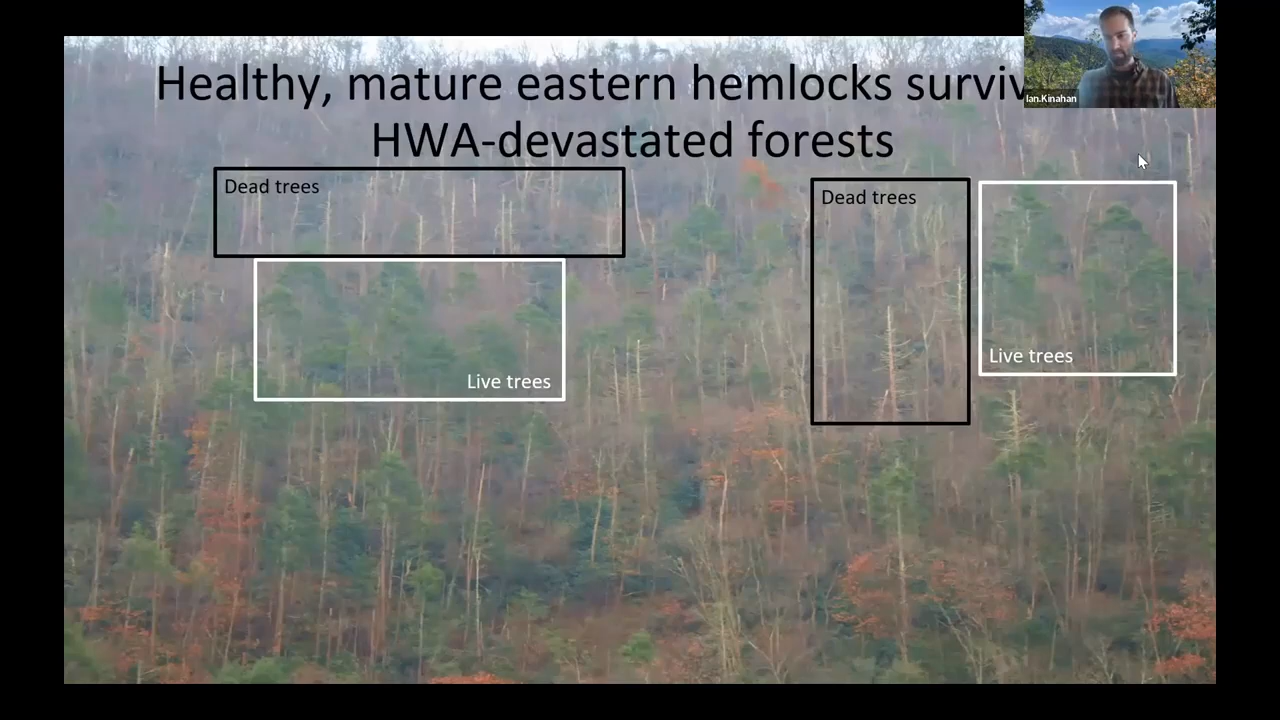 Healthy, mature eastern hemlocks surviv
HWA-devastated forests
Ian.Kinahan
Dead trees
Dead trees
Live trees
Live trees